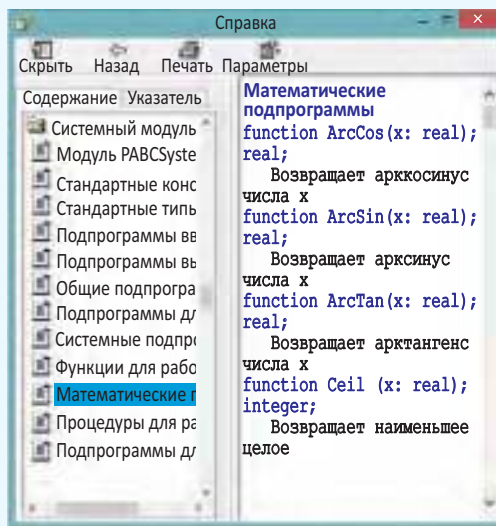 Справка
Скрыть Назад Печать Параметры
Содержание Указатель
Системный модуль
Модуль PABCSyste
Стандартные конс
Стандартные типы
Подпрограммы вв
Подпрограммы вы
Общие подпрогра
Подпрограммы дл
Системные подпро
Функции для рабо
Математические п
Процедуры для ра
Подпрограммы дл
Математические
подпрограммы
function ArcCos(x: real);
real;
Возвращает арккосинус
числа x
function ArcSin(x: real);
real;
Возвращает арксинус
числа x
function ArcTan(x: real);
real;
Возвращает арктангенс
числа x
function Ceil (x: real);
integer;
Возвращает наименьшее
целое